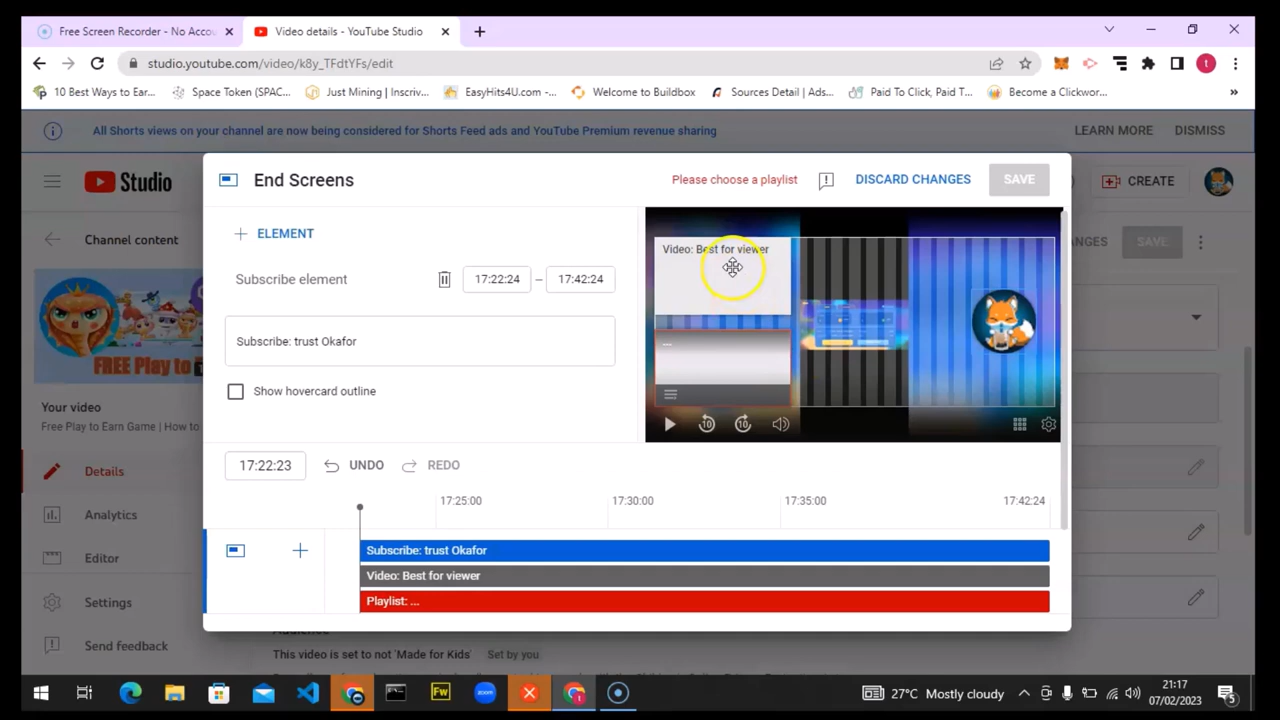 Free Screen Recorder - No Accou
Video details - YouTube Studio
studio.youtube.com/video/k8y_TFdtYFs/edit
t
10 Best Ways to Ear...
Space Token (SPAC...
Just Mining | Inscriv...
EasyHits4U.com -...
Welcome to Buildbox
Sources Detail | Ads...
Paid To Click, Paid T...
Become a Clickwor...
All Shorts views on your channel are now being considered for Shorts Feed ads and YouTube Premium revenue sharing
LEARN MORE
DISMISS
Studio
End Screens
Please choose a playlist
DISCARD CHANGES
SAVE
CREATE
Channel content
ELEMENT
SAVE
Subscribe element
17:22:24 – 17:42:24
Video: Best for viewer
Subscribe: trust Okafor
...
FREE Play to
Show hovercard outline
Your video
Free Play to Earn Game | How to
10
10
Details
17:22:23
UNDO
REDO
17:25:00
17:30:00
17:35:00
17:42:24
Analytics
Subscribe: trust Okafor
Editor
Video: Best for viewer
Settings
Playlist: ...
Send feedback
This video is set to not 'Made for Kids'
Set by you
Fw
zoom
27°C Mostly cloudy
21:17
07/02/2023
5